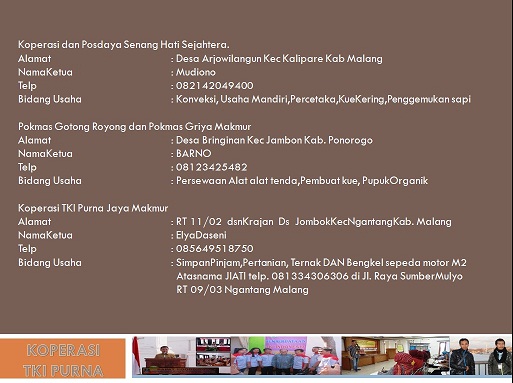 Koperasi dan Posdaya Senang Hati Sejahtera.
Alamat : Desa Arjowilangun Kec Kalipare Kab Malang
NamaKetua : Mudiono
Telp : 082142049400
Bidang Usaha : Konveksi, Usaha Mandiri,Percetaka,KueKering,Penggemukan sapi
Pokmas Gotong Royong dan Pokmas Griya Makmur
Alamat : Desa Bringinan Kec Jambon Kab. Ponorogo
NamaKetua : BARNO
Telp : 08123425482
Bidang Usaha : Persewaan Alat alat tenda,Pembuat kue, PupukOrganik
Koperasi TKI Purna Jaya Makmur
Alamat : RT 11/02 dsnKrajan Ds JombokKecNgantangKab. Malang
NamaKetua : ElyaDaseni
Telp : 085649518750
Bidang Usaha : SimpanPinjam,Pertanian, Ternak DAN Bengkel sepeda motor M2
Atasnama JIATI telp. 081334306306 di Jl. Raya SumberMulyo
RT 09/03 Ngantang Malang
KOPERASI
TKI PURNA